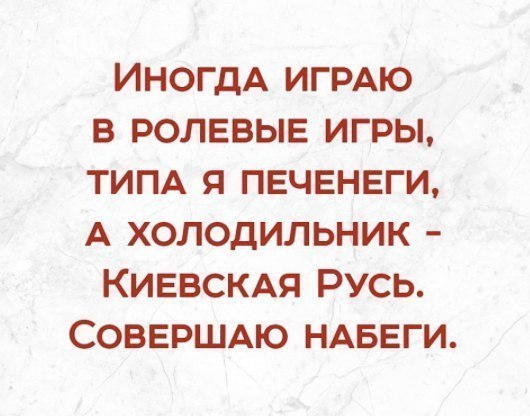 Иногда играю
в ролевые игры,
типа я печенеги,
а холодильник -
Киевская Русь.
Совершаю набеги.